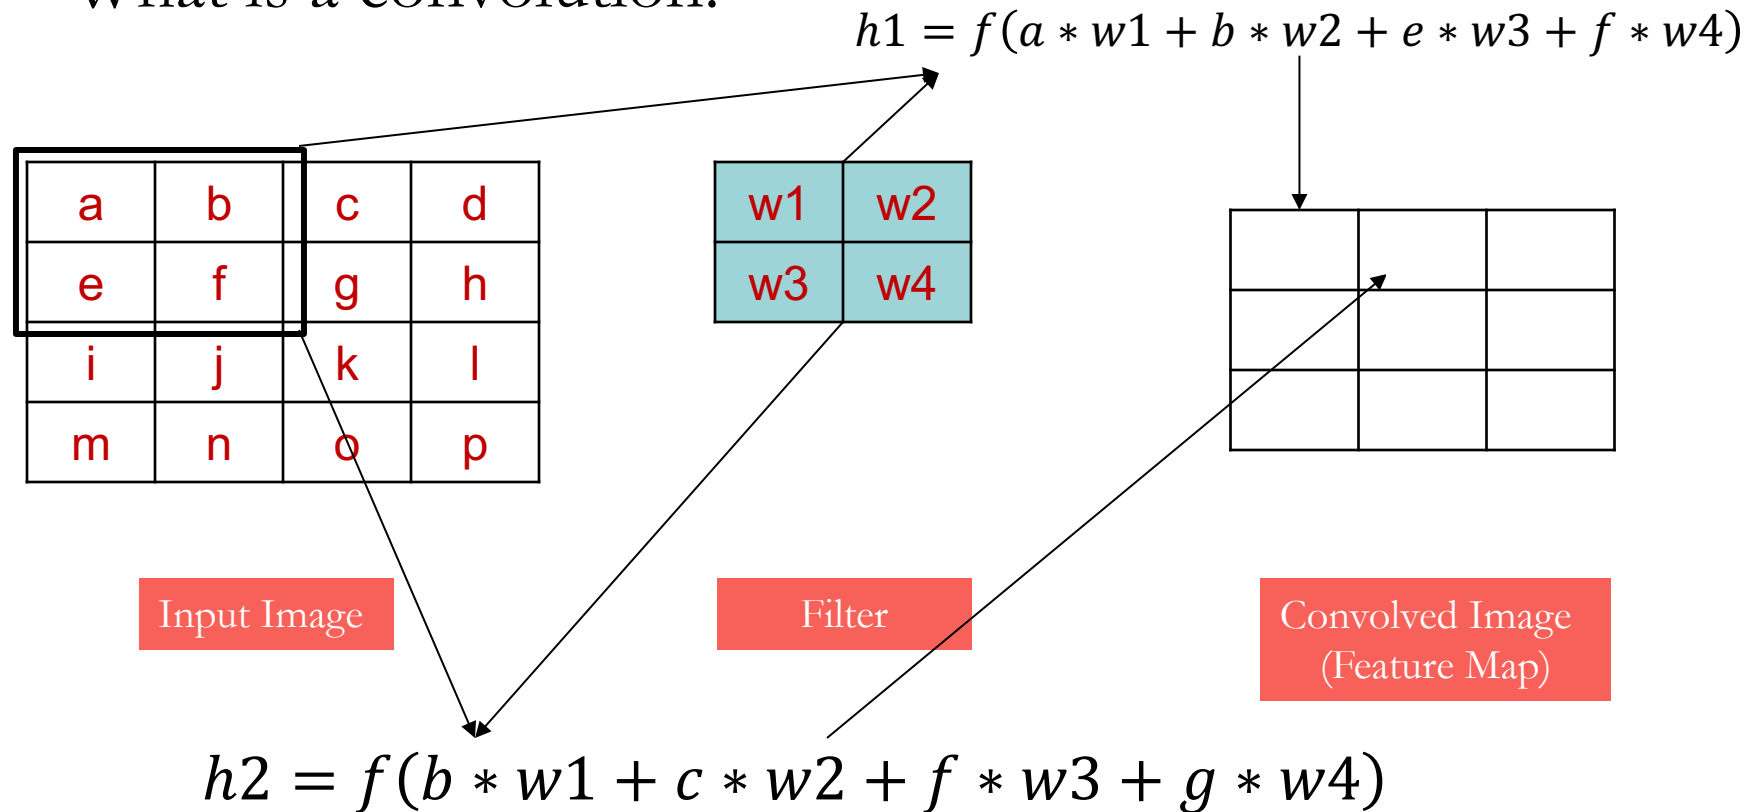 What is a convolution?
h1 = f(a ∗ w1 + b ∗ w2 + e ∗ w3 + f ∗ w4)
a b c d
e f g h
i j k l
m n o p
w1 w2
w3 w4
Input Image
Filter
Convolved Image
(Feature Map)
h2 = f(b ∗ w1 + c ∗ w2 + f ∗ w3 + g ∗ w4)